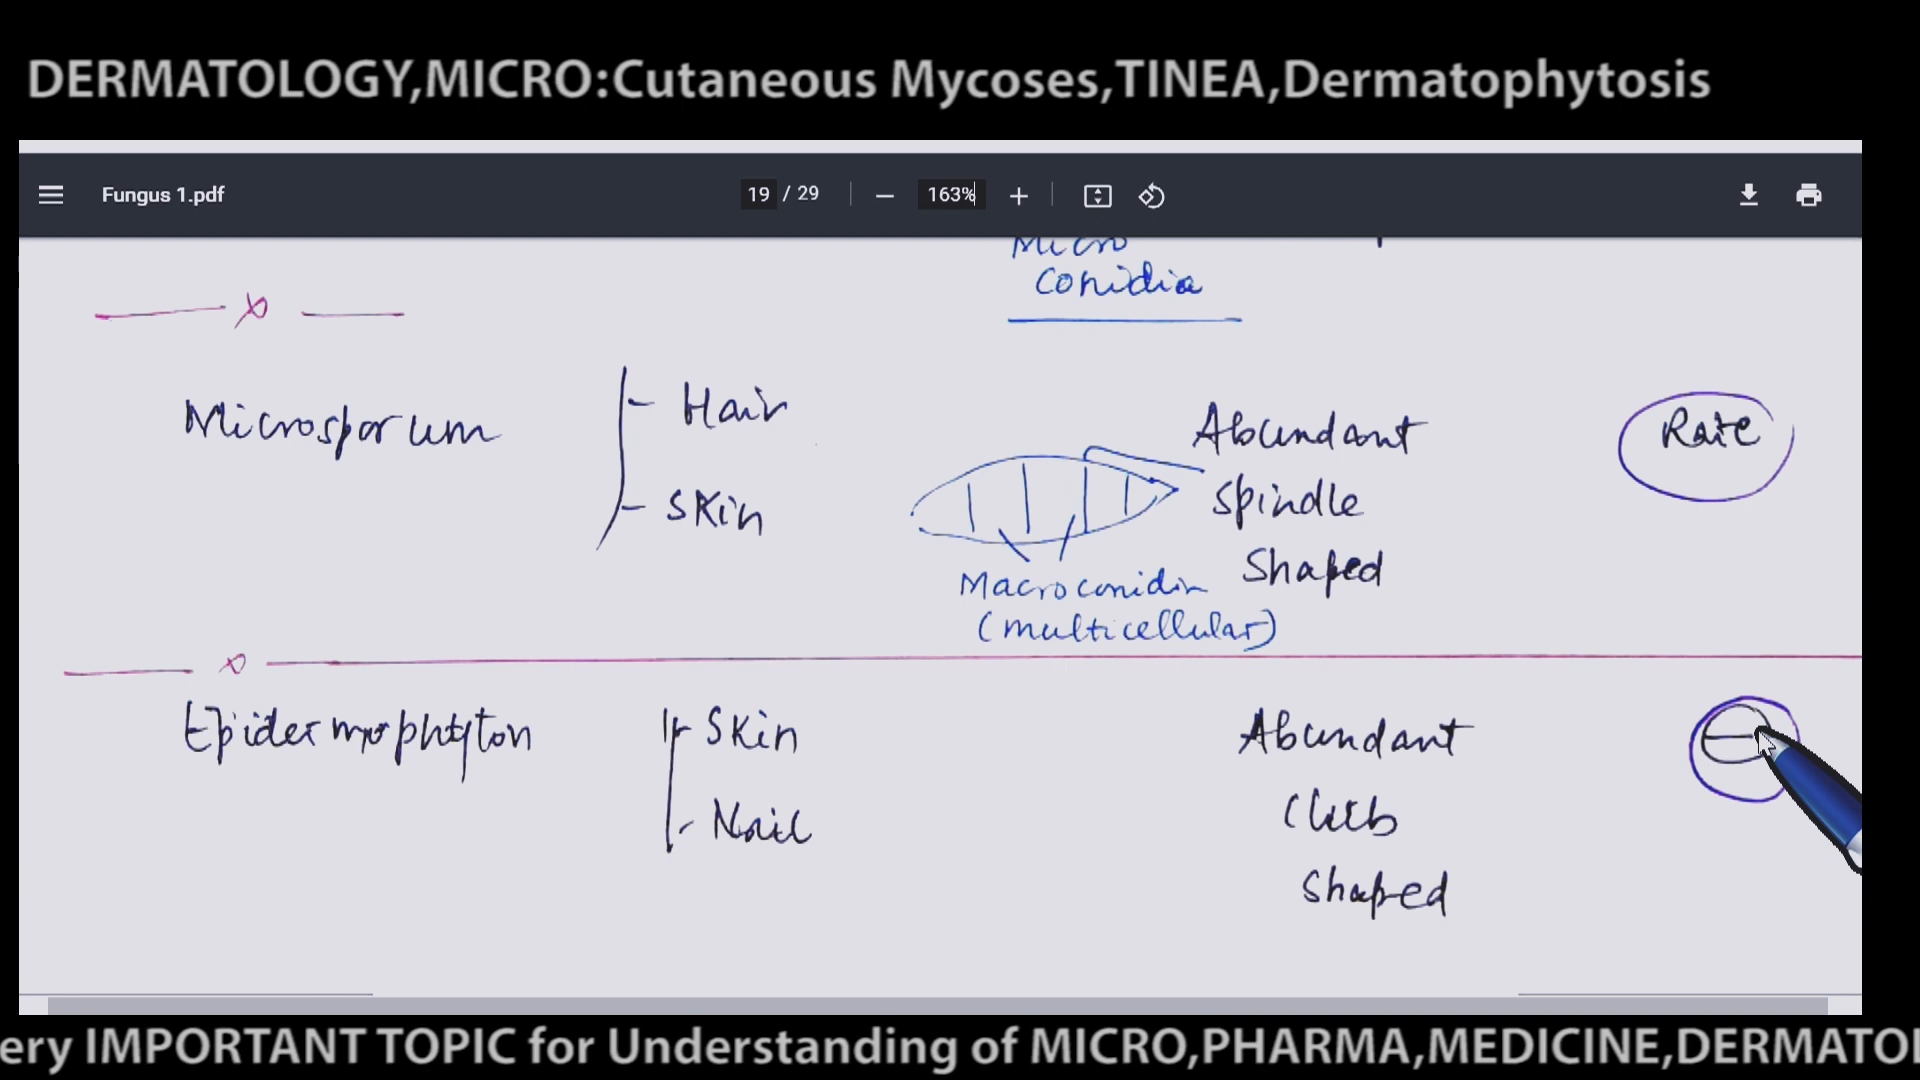 DERMATOLOGY,MICRO:Cutaneous Mycoses,TINEA,Dermatophytosis
Fungus 1.pdf
19 / 29
163%
Micro
Conidia
Microsporum
Hair
Skin
Abundant
Spindle
Shaped
Rare
Macroconidia
(multicellular)
Epidermophyton
Skin
Nail
Abundant
Club
Shaped
ery IMPORTANT TOPIC for Understanding of MICRO,PHARMA,MEDICINE,DERMATO